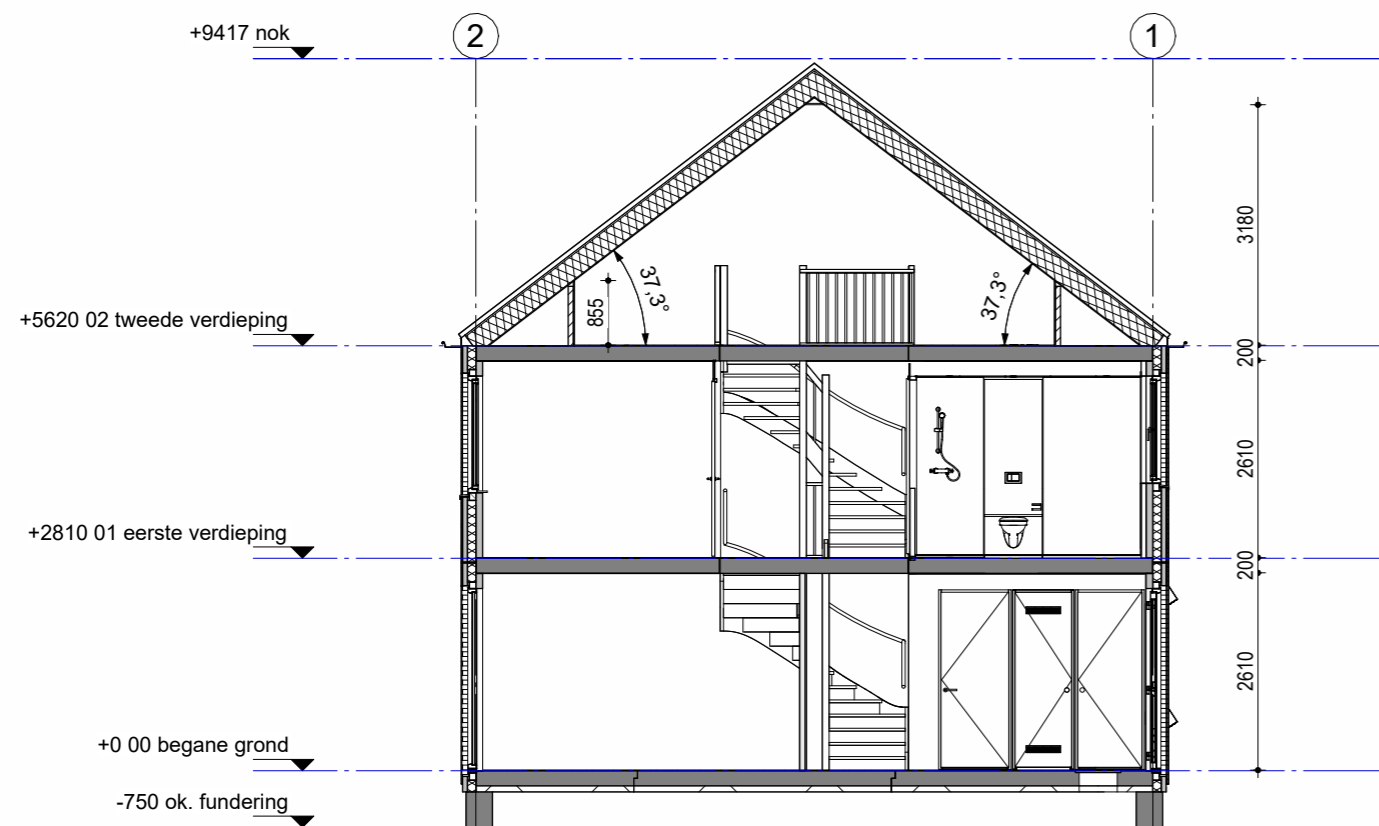 +9417 nok
2
1
3180
37,3°
37,3°
855
+5620 02 tweede verdieping
200
2610
+2810 01 eerste verdieping
200
2610
+0 00 begane grond
-750 ok. fundering